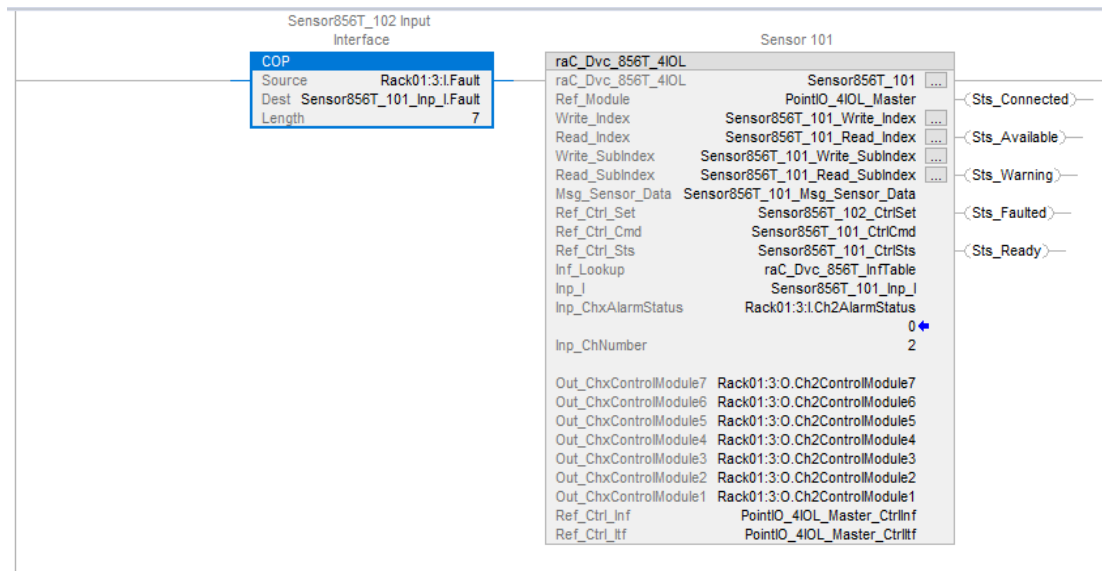 Sensor856T_102 Input
Interface
COP
Source Rack01:3:I.Fault
Dest Sensor856T_101_Inp_I.Fault
Length 7
Sensor 101
raC_Dvc_856T_4IOL
raC_Dvc_856T_4IOL Sensor856T_101 ...
Ref_Module PointIO_4IOL_Master
Write_Index Sensor856T_101_Write_Index ...
Read_Index Sensor856T_101_Read_Index ...
Write_SubIndex Sensor856T_101_Write_SubIndex ...
Read_SubIndex Sensor856T_101_Read_SubIndex ...
Msg_Sensor_Data Sensor856T_101_Msg_Sensor_Data
Ref_Ctrl_Set Sensor856T_102_CtrlSet
Ref_Ctrl_Cmd Sensor856T_101_CtrlCmd
Ref_Ctrl_Sts Sensor856T_101_CtrlSts
Inf_Lookup raC_Dvc_856T_InfTable
Inp_I Sensor856T_101_Inp_I
Inp_ChxAlarmStatus Rack01:3:I.Ch2AlarmStatus
0
Inp_ChNumber 2
Out_ChxControlModule7 Rack01:3:O.Ch2ControlModule7
Out_ChxControlModule6 Rack01:3:O.Ch2ControlModule6
Out_ChxControlModule5 Rack01:3:O.Ch2ControlModule5
Out_ChxControlModule4 Rack01:3:O.Ch2ControlModule4
Out_ChxControlModule3 Rack01:3:O.Ch2ControlModule3
Out_ChxControlModule2 Rack01:3:O.Ch2ControlModule2
Out_ChxControlModule1 Rack01:3:O.Ch2ControlModule1
Ref_Ctrl_Inf PointIO_4IOL_Master_CtrlInf
Ref_Ctrl_Itf PointIO_4IOL_Master_CtrlItf
Sts_Connected
Sts_Available
Sts_Warning
Sts_Faulted
Sts_Ready